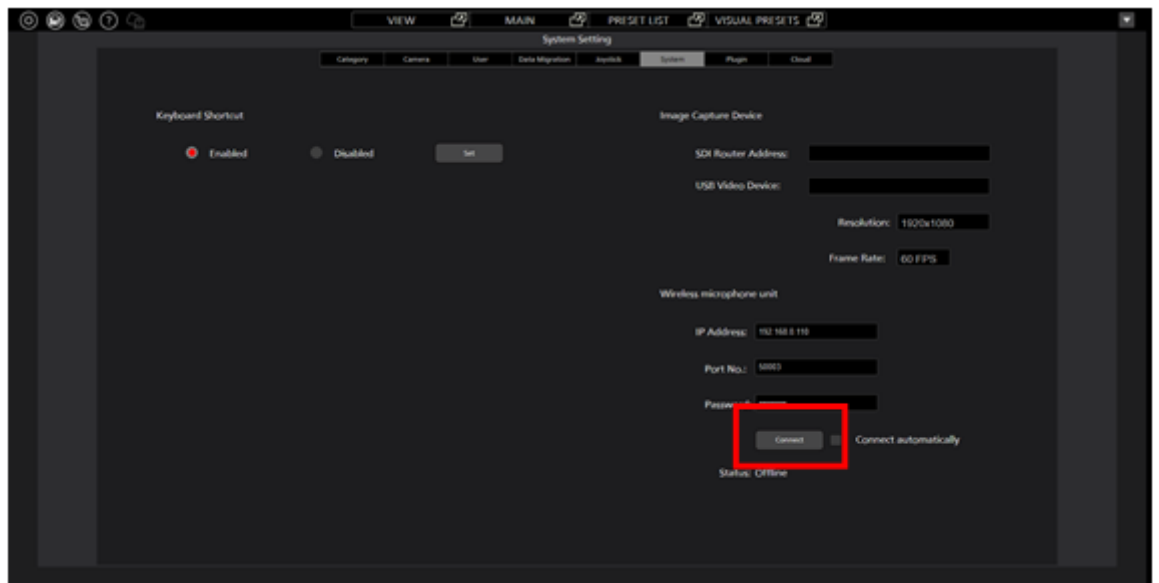 VIEW MAIN PRESET LIST VISUAL PRESETS
System Setting
Category Camera User Data Migration Joystick System Plugin Cloud
Keyboard Shortcut
Enabled Disabled Set
Image Capture Device
SDI Router Address:
USB Video Device:
Resolution: 1920x1080
Frame Rate: 60 FPS
Wireless microphone unit
IP Address: 192.168.0.110
Port No.: 50003
Password:
Connect Connect automatically
Status: Offline